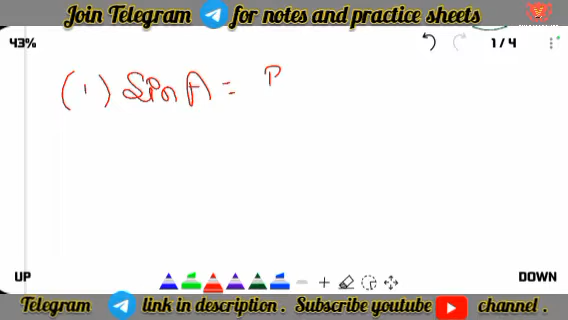 Join Telegram for notes and practice sheets
43%
1/4
(1) Sin A = P
UP
DOWN
Telegram link in description . Subscribe youtube channel .